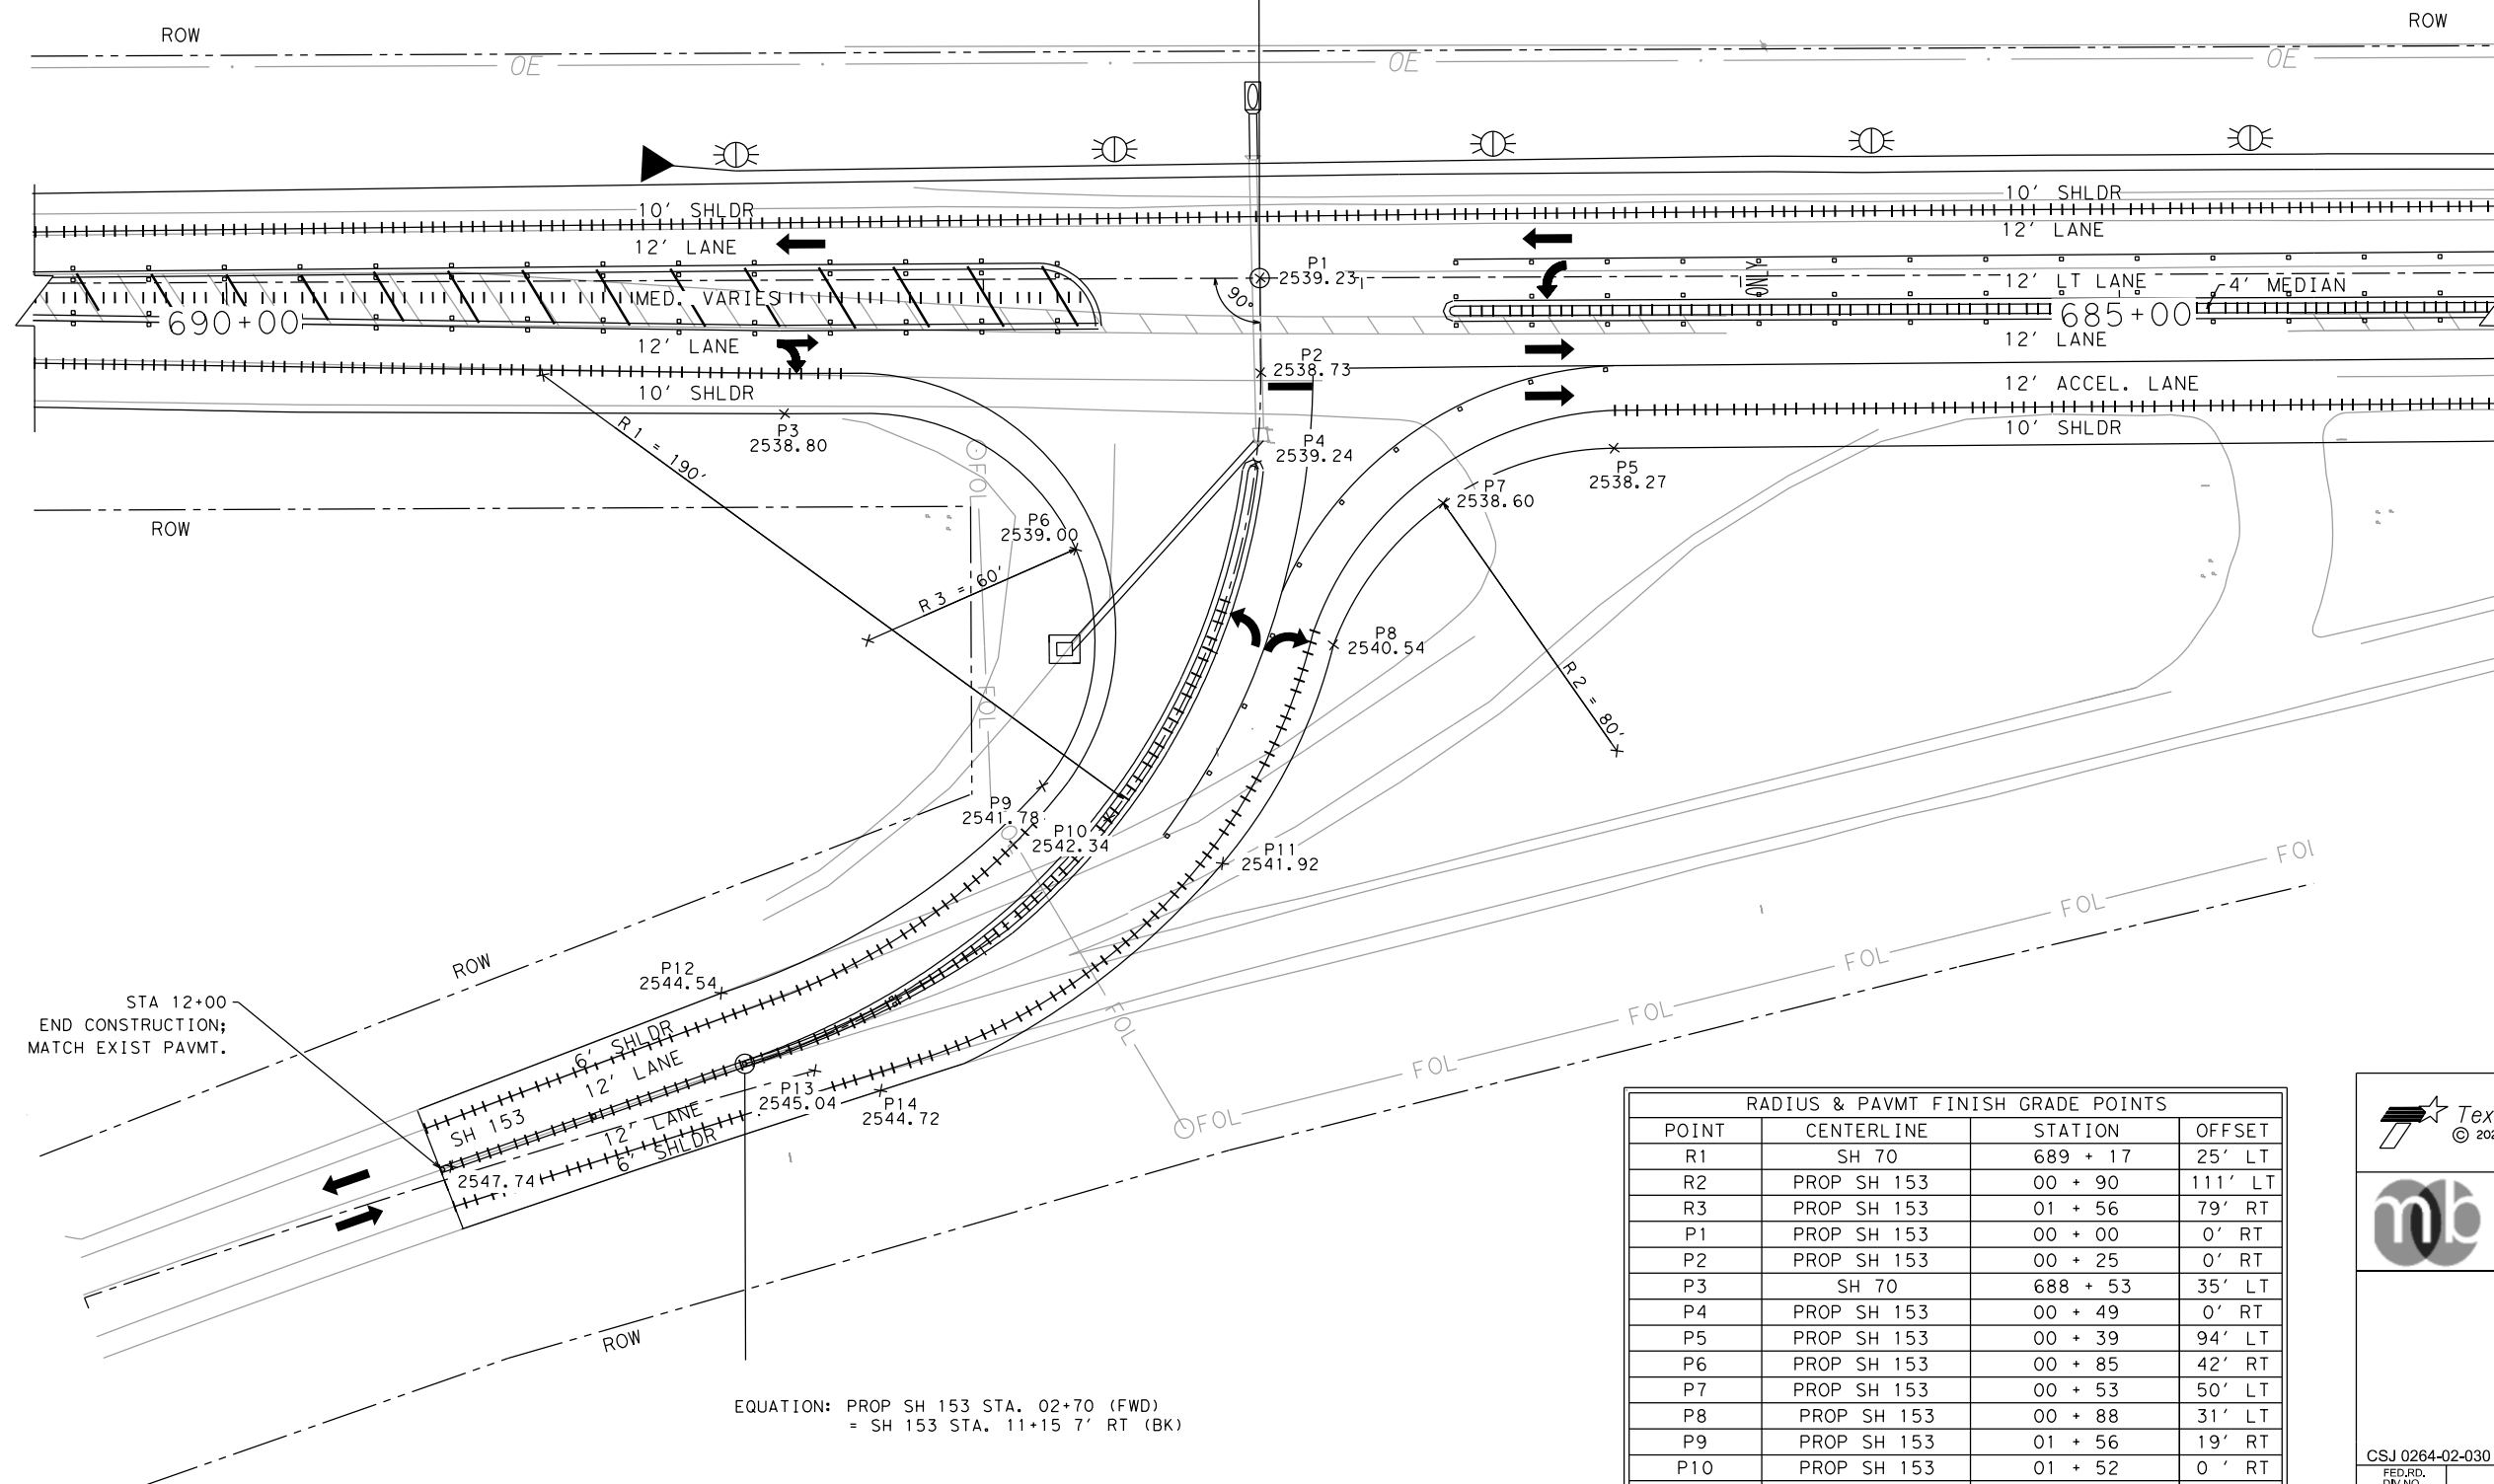 ROW
ROW
OE
OE
OE
10' SHLDR
10' SHLDR
12' LANE
12' LANE
P1
2539.23
90°
ONLY
12' LT LANE
4' MEDIAN
MED. VARIES
690+00
685+00
12' LANE
12' LANE
P2
2538.73
10' SHLDR
12' ACCEL. LANE
10' SHLDR
P3
2538.80
R1 = 190'
P4
2539.24
P5
2538.27
FOL
P7
2538.60
ROW
P6
2539.00
R3 = 60'
P8
2540.54
R2 = 80'
FOL
P9
2541.78
P10
2542.34
P11
2541.92
FOL
FOL
FOL
FOL
FOL
FOL
FOL
ROW
P12
2544.54
STA 12+00
END CONSTRUCTION;
MATCH EXIST PAVMT.
6' SHLDR
12' LANE
SH 153
12' LANE
6' SHLDR
P13
2545.04
P14
2544.72
2547.74
ROW
EQUATION: PROP SH 153 STA. 02+70 (FWD)
= SH 153 STA. 11+15 7' RT (BK)
RADIUS & PAVMT FINISH GRADE POINTS
POINT CENTERLINE STATION OFFSET
R1 SH 70 689 + 17 25' LT
R2 PROP SH 153 00 + 90 111' LT
R3 PROP SH 153 01 + 56 79' RT
P1 PROP SH 153 00 + 00 0' RT
P2 PROP SH 153 00 + 25 0' RT
P3 SH 70 688 + 53 35' LT
P4 PROP SH 153 00 + 49 0' RT
P5 PROP SH 153 00 + 39 94' LT
P6 PROP SH 153 00 + 85 42' RT
P7 PROP SH 153 00 + 53 50' LT
P8 PROP SH 153 00 + 88 31' LT
P9 PROP SH 153 01 + 56 19' RT
P10 PROP SH 153 01 + 52 0 ' RT
Tex
© 202
mb
CSJ 0264-02-030
FED.RD.
DIV.NO.